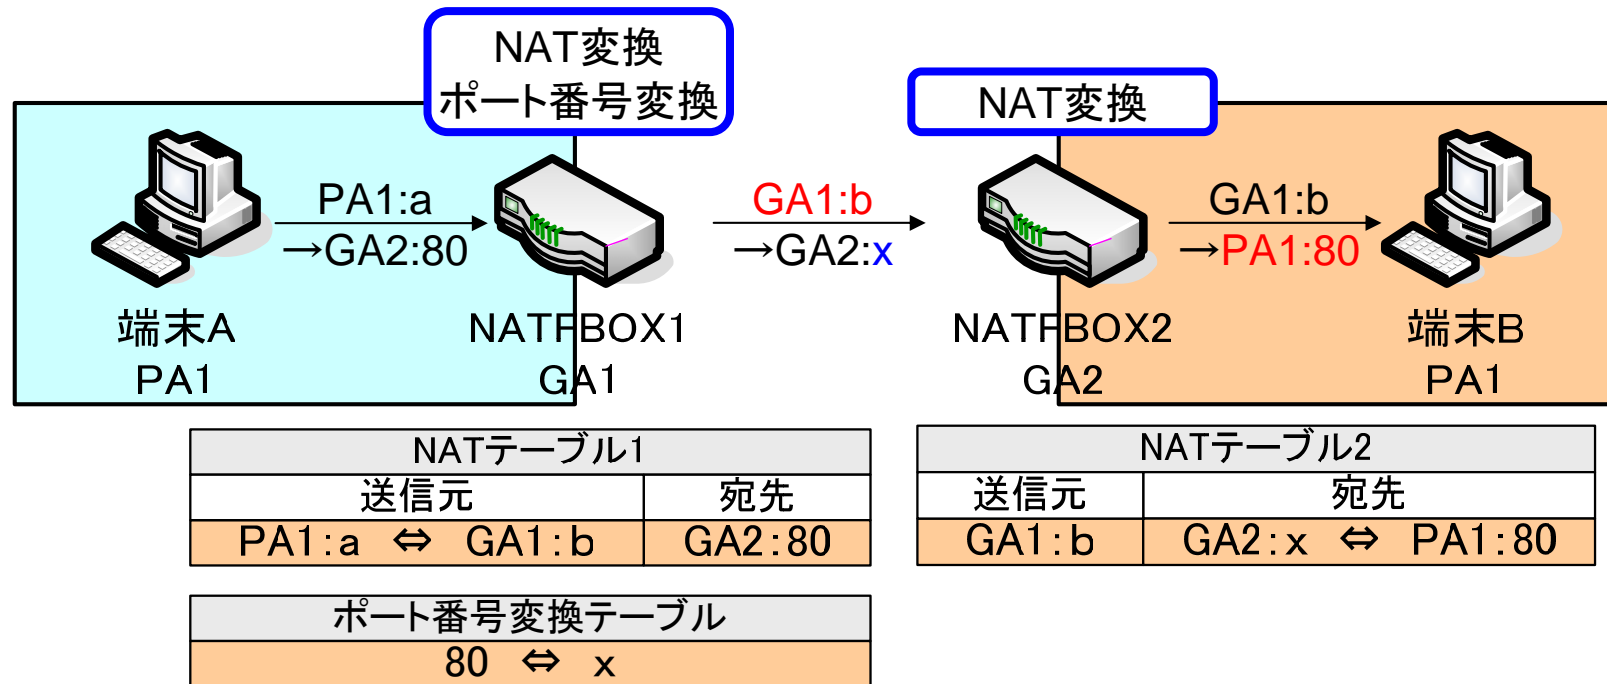 NAT変換
ポート番号変換
NAT変換
PA1:a
→GA2:80
GA1:b
→GA2:x
GA1:b
→PA1:80
端末A
PA1
NATFBOX1
GA1
NATFBOX2
GA2
端末B
PA1
NATテーブル1
送信元 宛先
PA1:a ⇔ GA1:b GA2:80
NATテーブル2
送信元 宛先
GA1:b GA2:x ⇔ PA1:80
ポート番号変換テーブル
80 ⇔ x